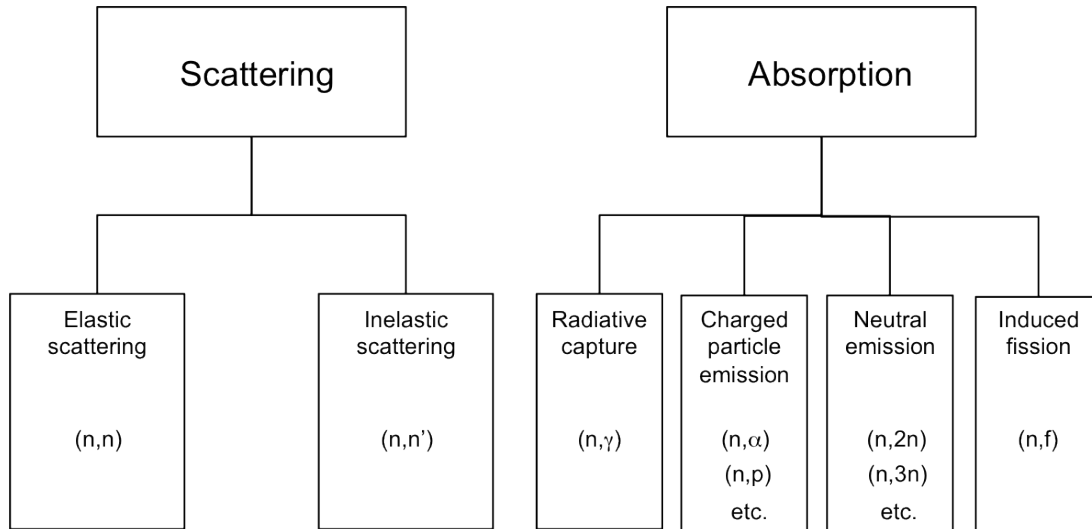 Scattering
Absorption
Elastic
scattering
(n,n)
Inelastic
scattering
(n,n’)
Radiative
capture
(n,γ)
Charged
particle
emission
(n,α)
(n,p)
etc.
Neutral
emission
(n,2n)
(n,3n)
etc.
Induced
fission
(n,f)